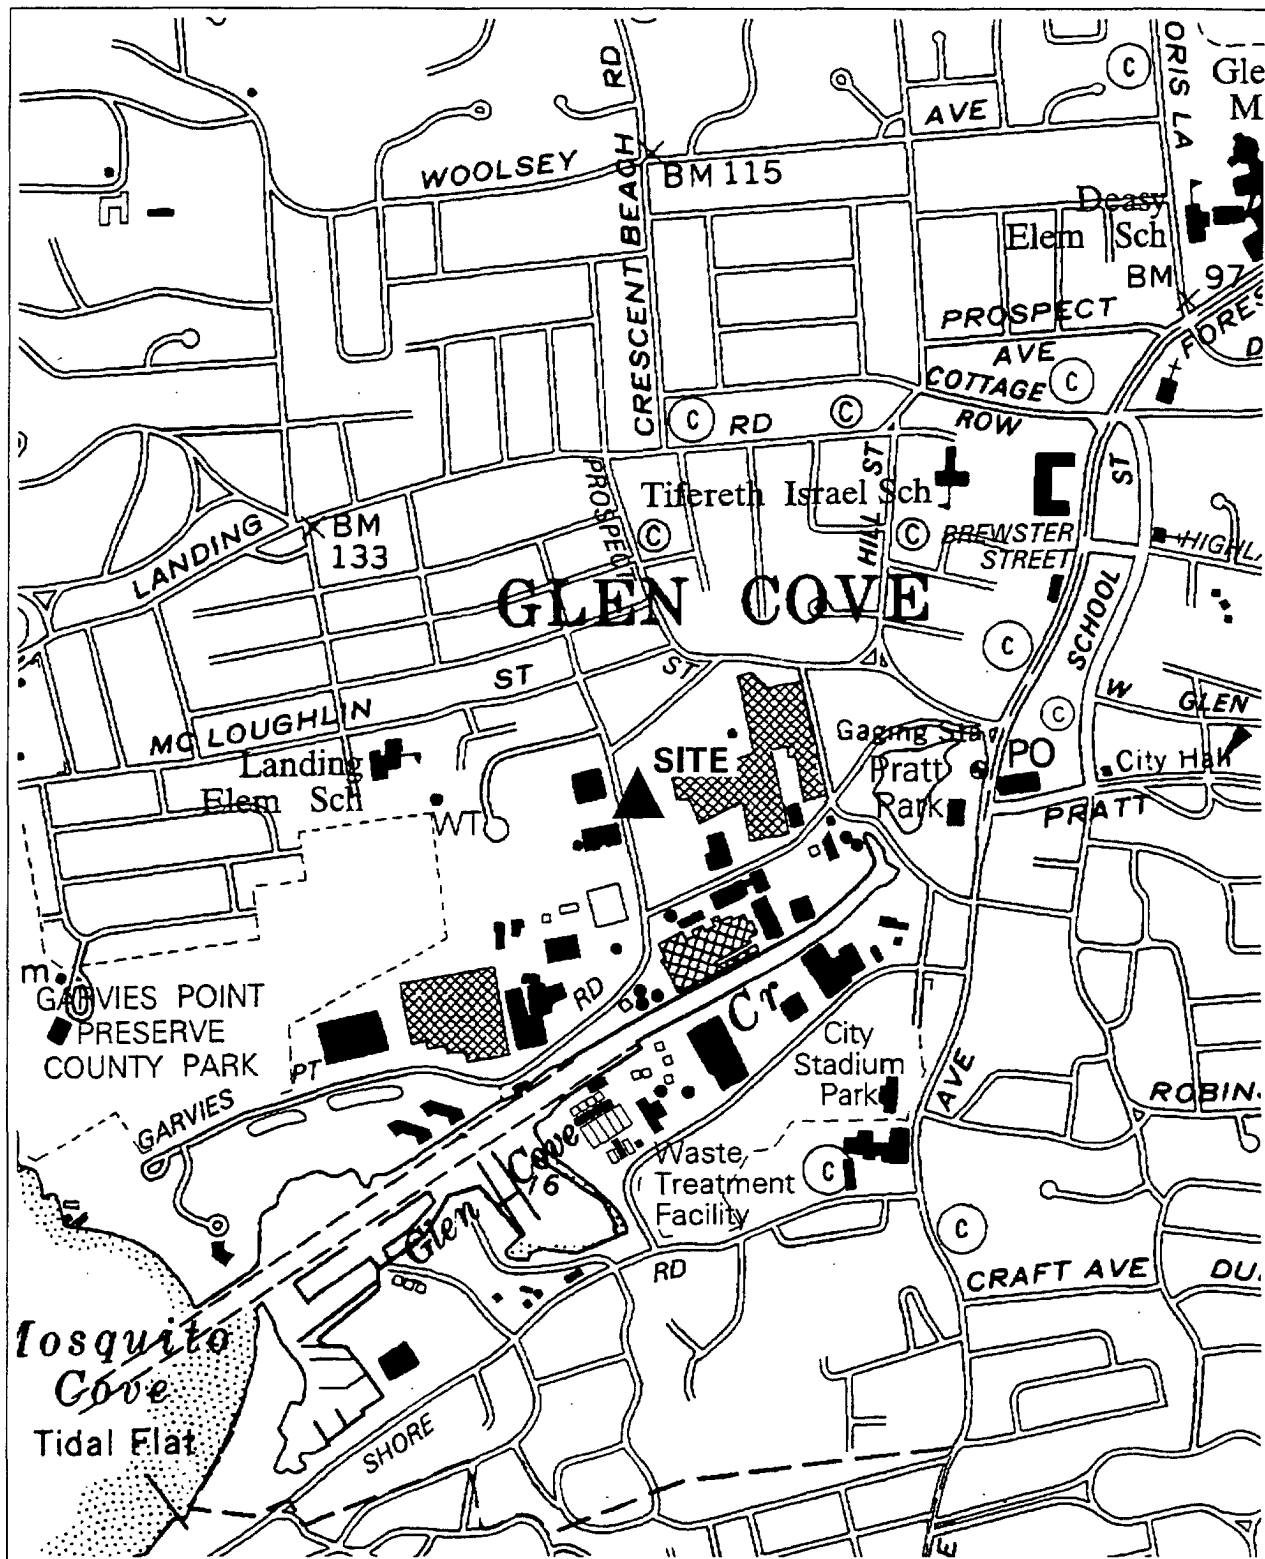 ORIS LA
Gle
M
C
CRESCENT BEACH RD
AVE
WOOLSEY
BM 115
Deasy
Elem Sch
BM 97
PROSPECT
AVE
FORES
D
COTTAGE
ROW
C
C
RD
C
ST
HILL ST
PROSPECT
Tifereth Israel Sch
LANDING
BM
133
C
C
BREWSTER
STREET
HIGHLA
GLEN COVE
SCHOOL
C
ST
ST
W
GLEN
MC LOUGHLIN
C
Landing
Elem Sch
SITE
Gaging Sta
Pratt
Park
PO
City Hall
WT
PRATT
m
GARVIES POINT
PRESERVE
COUNTY PARK
RD
Cr
City
Stadium
Park
PT
GARVIES
AVE
ROBIN
Cove
6
Waste
Treatment
Facility
C
Glen
C
RD
CRAFT AVE
DU
Mosquito
Cove
Tidal Flat
SHORE
E